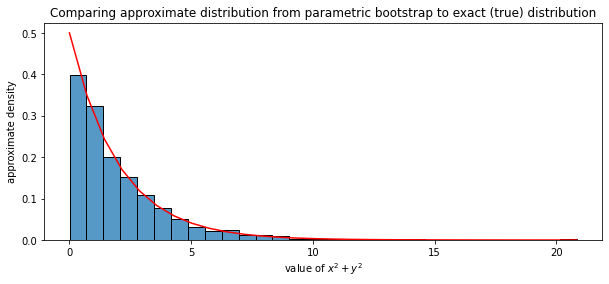 Comparing approximate distribution from parametric bootstrap to exact (true) distribution
0.5
0.4
0.3
0.2
0.1
0.0
approximate density
0 5 10 15 20
value of x² + y²